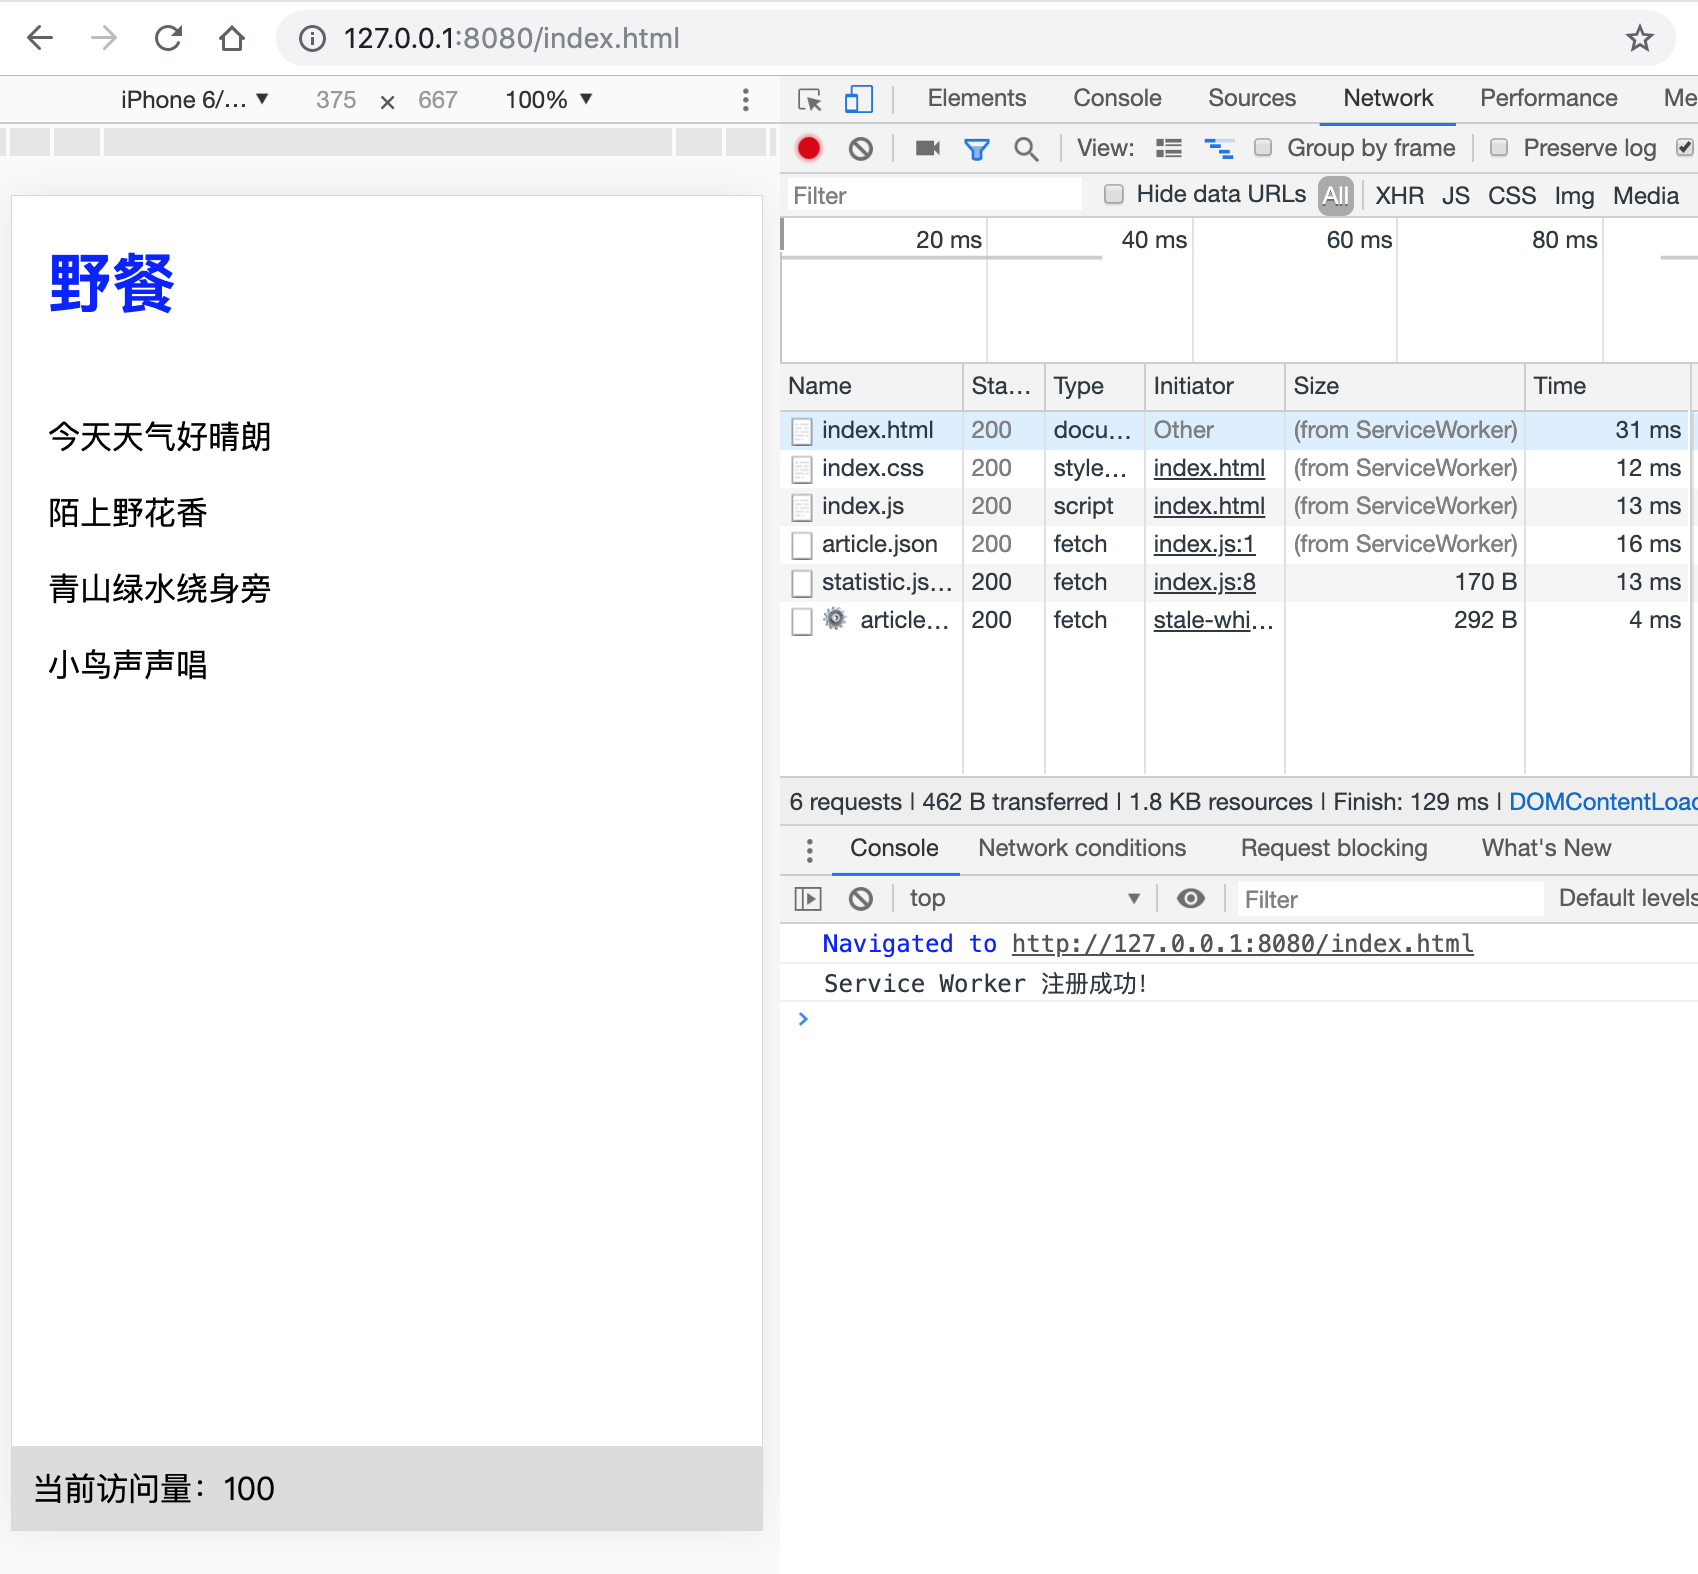 127.0.0.1:8080/index.html
iPhone 6/... ▼ 375 × 667 100% ▼
野餐
今天天气好晴朗
陌上野花香
青山绿水绕身旁
小鸟声声唱
当前访问量：100
Elements Console Sources Network Performance Me
View: Group by frame Preserve log
Filter Hide data URLs All XHR JS CSS Img Media
20 ms 40 ms 60 ms 80 ms
Name Sta... Type Initiator Size Time
index.html 200 docu... Other (from ServiceWorker) 31 ms
index.css 200 style... index.html (from ServiceWorker) 12 ms
index.js 200 script index.html (from ServiceWorker) 13 ms
article.json 200 fetch index.js:1 (from ServiceWorker) 16 ms
statistic.js... 200 fetch index.js:8 170 B 13 ms
article... 200 fetch stale-whi... 292 B 4 ms
6 requests | 462 B transferred | 1.8 KB resources | Finish: 129 ms | DOMContentLoad
Console Network conditions Request blocking What's New
top ▼ Filter Default levels
Navigated to http://127.0.0.1:8080/index.html
Service Worker 注册成功!